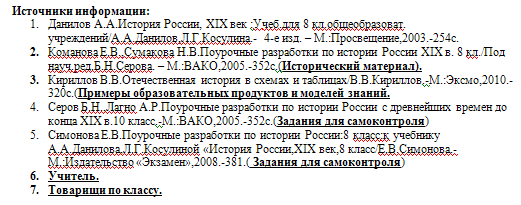 Источники информации:
1. Данилов А.А.История России, XIX век :Учеб.для 8 кл.общеобразоват.
учреждений/А.А.Данилов,Л.Г.Косулина.- 4-е изд. – М.:Просвещение,2003.-254с.
2. Команова Е.В.,Сумакова Н.В.Поурочные разработки по истории России XIX в. 8 кл./Под
науч.ред.Б.Н.Серова. – М.:ВАКО,2005.-352с.(Исторический материал).
3. Кириллов В.В.Отечественная история в схемах и таблицах/В.В.Кириллов.-М.:Эксмо,2010.-
320с.(Примеры образовательных продуктов и моделей знаний.
4. Серов Б.Н.,Лагно А.Р.Поурочные разработки по истории России с древнейших времен до
конца XIX в.10 класс.-М.:ВАКО,2005.-352с.(Задания для самоконтроля)
5. Симонова Е.В.Поурочные разработки по истории России:8 класс:к учебнику
А.А.Данилова,Л.Г.Косулиной «История России,XIX век,8 класс/Е.В.Симонова.-
М.:Издательство «Экзамен»,2008.-381.( Задания для самоконтроля)
6. Учитель.
7. Товарищи по классу.